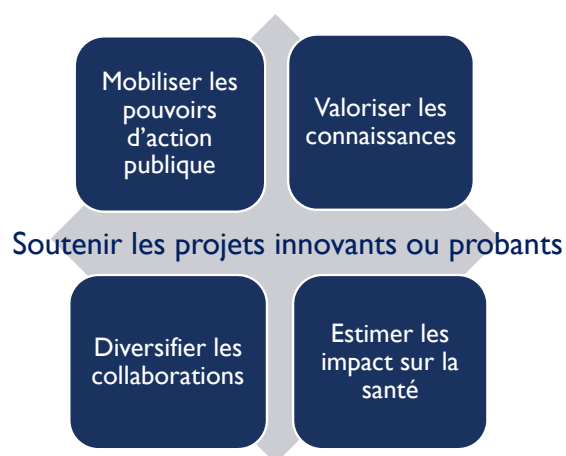 Mobiliser les
pouvoirs
d’action
publique
Valoriser les
connaissances
Soutenir les projets innovants ou probants
Diversifier les
collaborations
Estimer les
impact sur la
santé